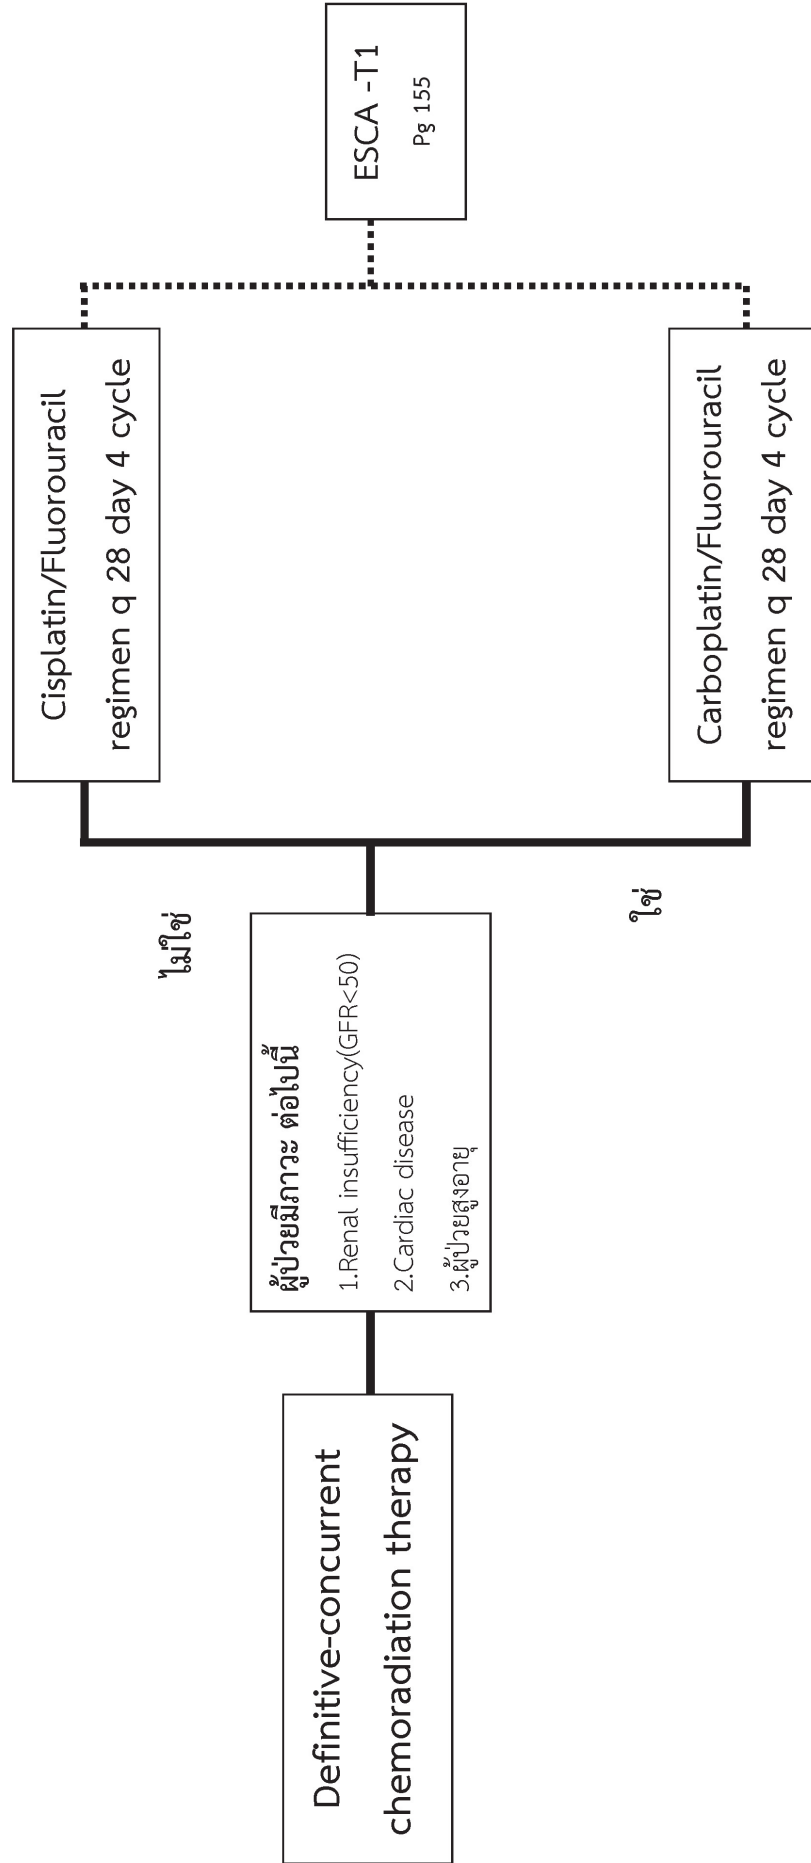 Definitive-concurrent
chemoradiation therapy
ผู้ป่วยมีภาวะ ต่อไปนี้
1.Renal insufficiency(GFR<50)
2.Cardiac disease
3.ผู้ป่วยสูงอายุ
ไม่ใช่
ใช่
Cisplatin/Fluorouracil
regimen q 28 day 4 cycle
Carboplatin/Fluorouracil
regimen q 28 day 4 cycle
ESCA -T1
Pg 155